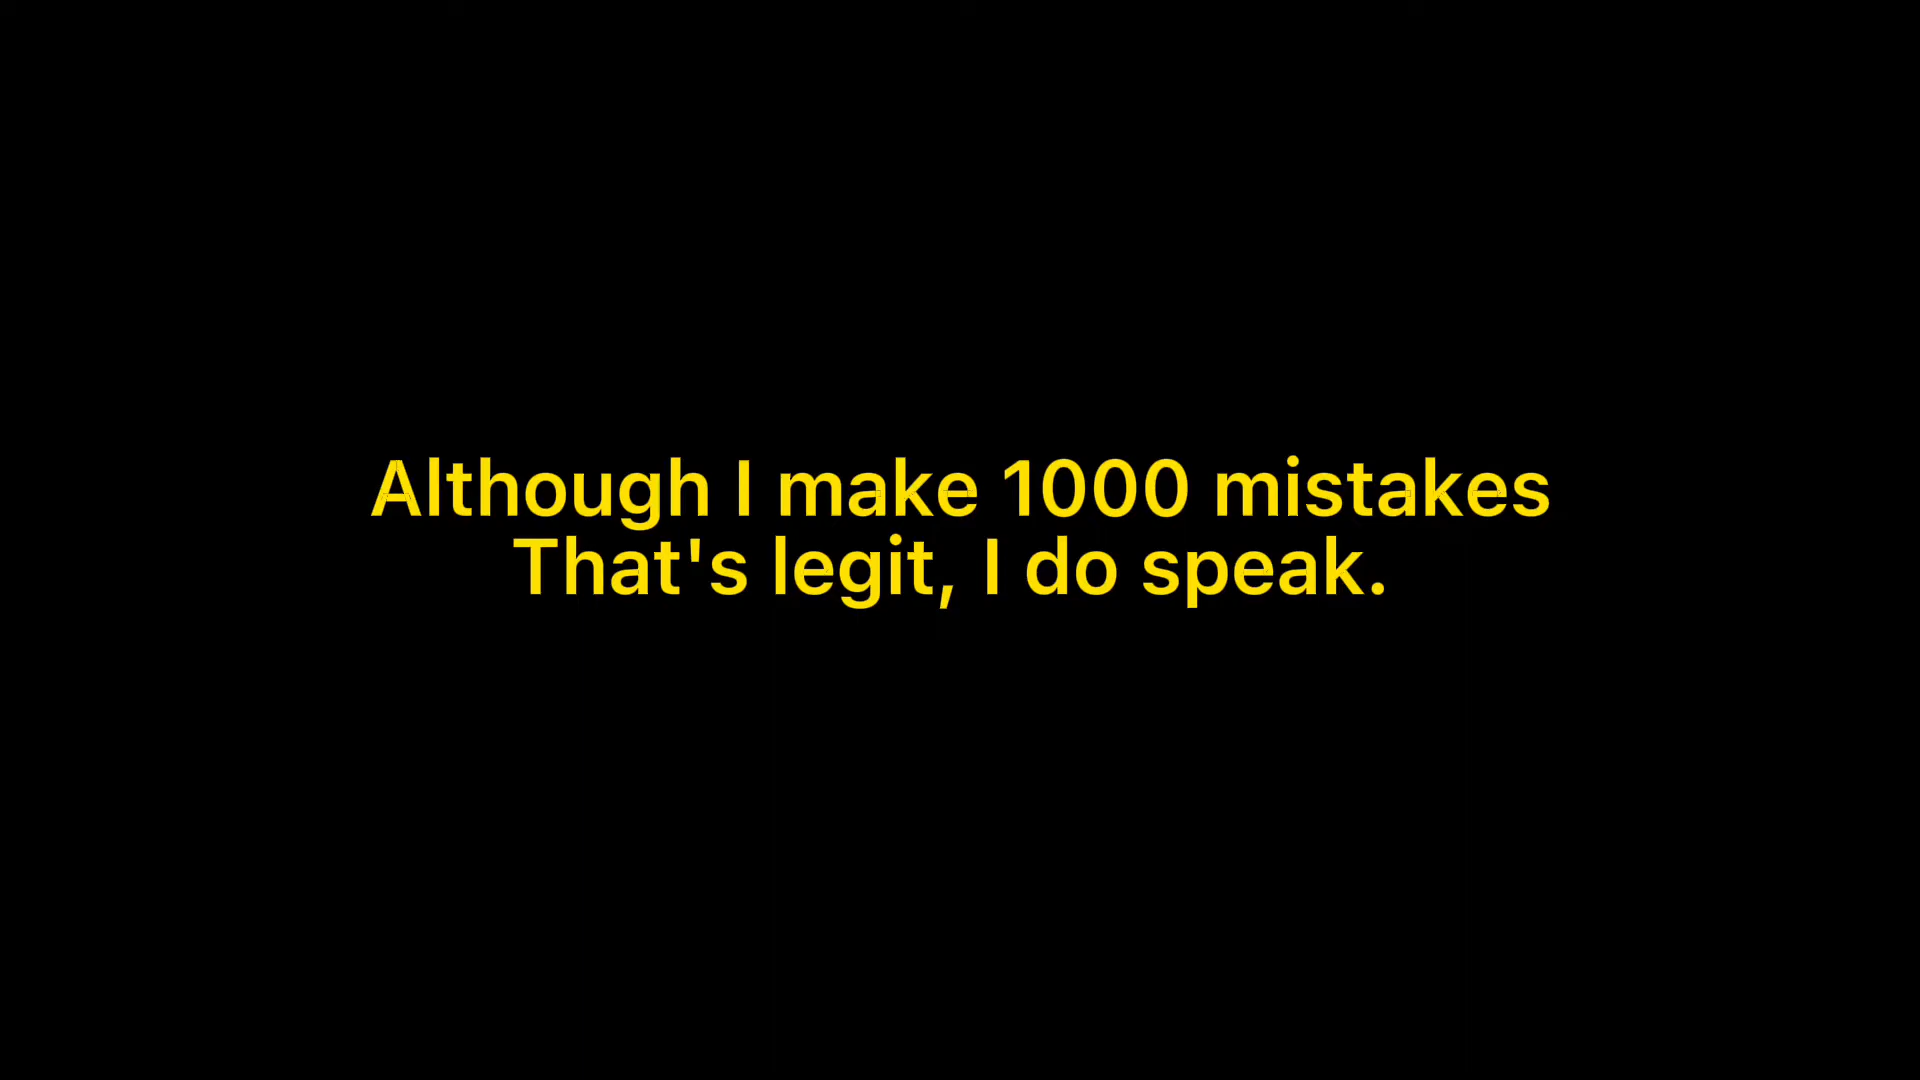 Although I make 1000 mistakes
That's legit, I do speak.